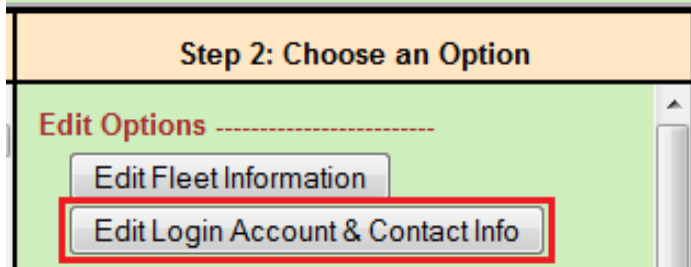 Step 2: Choose an Option
Edit Options -------------------------
Edit Fleet Information
Edit Login Account & Contact Info